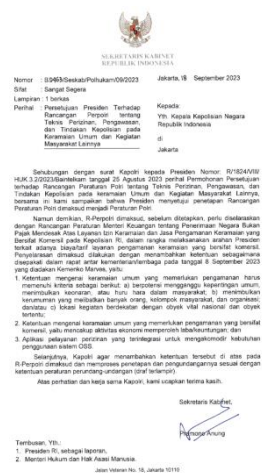 SEKRETARIS KABINET
REPUBLIK INDONESIA
Nomor : /Seskab/Polhukam/09/2023
Jakarta, 18 September 2023
Sifat : Sangat Segera
Lampiran : 1 berkas
Perihal : Persetujuan Presiden Terhadap
Rancangan Perpolri tentang
Teknis Perizinan, Pengawasan,
dan Tindakan Kepolisian pada
Keramaian Umum dan Kegiatan
Masyarakat Lainnya
Kepada:
Yth. Kepala Kepolisian Negara
Republik Indonesia
di
Jakarta
Sehubungan dengan surat Kapolri kepada Presiden Nomor: R/1824/VIII/
HUK.3.2/2023/Baintelkam tanggal 25 Agustus 2023 perihal Permohonan Persetujuan
terhadap Rancangan Peraturan Polri tentang Teknis Perizinan, Pengawasan, dan
Tindakan Kepolisian pada keramaian Umum dan Kegiatan Masyarakat Lainnya,
bersama ini kami sampaikan bahwa Presiden menyetujui penetapan Rancangan
Peraturan Polri dimaksud menjadi Peraturan Polri.
Namun demikian, R-Perpolri dimaksud, sebelum ditetapkan, perlu diselaraskan
dengan Rancangan Peraturan Menteri Keuangan tentang Penerimaan Negara Bukan
Pajak Mendesak Atas Layanan Izin Keramaian dan Jasa Pengamanan Keramaian yang
Bersifat Komersil pada Kepolisian RI, dalam rangka melaksanakan arahan Presiden
terkait adanya biaya/tarif layanan pengamanan keramaian yang bersifat komersil.
Penyelarasan dimaksud dilakukan dengan menambahkan ketentuan sebagaimana
disepakati dalam rapat antar kementerian/lembaga pada tanggal 8 September 2023
yang diadakan Kemenko Marves, yaitu:
1. Ketentuan mengenai keramaian umum yang memerlukan pengamanan harus
memenuhi kriteria sebagai berikut: a) berpotensi mengganggu kepentingan umum,
menimbulkan kecelakaan, atau huru hara dalam masyarakat; b) menimbulkan
kerumunan yang melibatkan banyak orang, kelompok masyarakat, dan organisasi;
dan/atau c) lokasi kegiatan berdekatan dengan obyek vital nasional dan obyek
tertentu;
2. Ketentuan mengenai keramaian umum yang memerlukan pengamanan yang bersifat
komersil, yaitu mencakup aktivitas ekonomi memperoleh laba/keuntungan; dan
3. Aplikasi pelayanan perizinan yang terintegrasi untuk mengakomodir kebutuhan
penggunaan sistem OSS.
Selanjutnya, Kapolri agar menambahkan ketentuan tersebut di atas pada
R-Perpolri dimaksud dan memproses penetapan dan pengundangannya sesuai dengan
ketentuan peraturan perundang-undangan (draf terlampir).
Atas perhatian dan kerja sama Kapolri, kami ucapkan terima kasih.
Sekretaris Kabinet,
Pramono Anung
Tembusan, Yth.:
1. Presiden RI, sebagai laporan,
2. Menteri Hukum dan Hak Asasi Manusia.
Jalan Veteran No. 18, Jakarta 10110